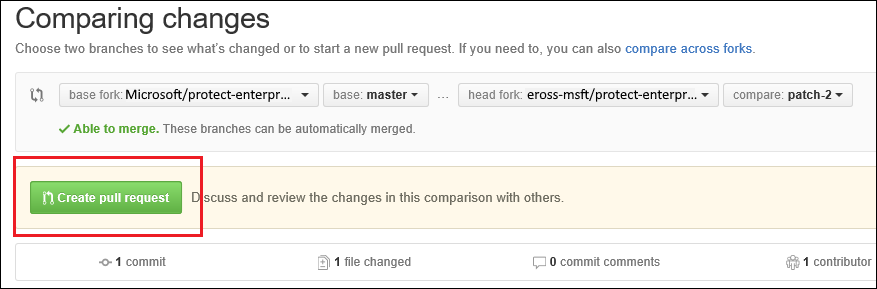 Comparing changes
Choose two branches to see what's changed or to start a new pull request. If you need to, you can also compare across forks.
base fork: Microsoft/protect-enterpr... base: master ... head fork: eross-msft/protect-enterpr... compare: patch-2
Able to merge. These branches can be automatically merged.
Create pull request Discuss and review the changes in this comparison with others.
1 commit 1 file changed 0 commit comments 1 contributor